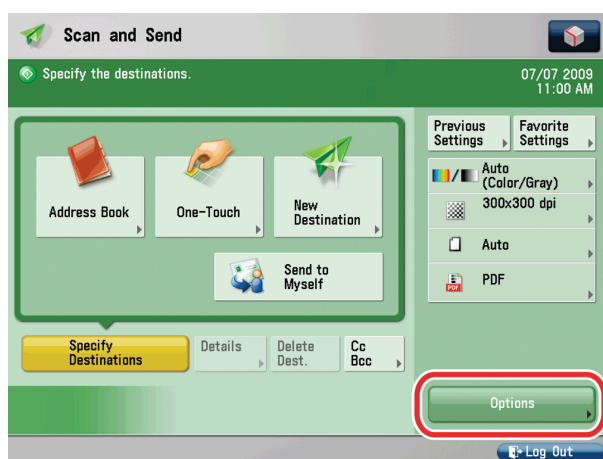 Scan and Send
Specify the destinations.
07/07 2009
11:00 AM
Previous
Settings
Favorite
Settings
Address Book
One-Touch
New
Destination
Send to
Myself
Auto
(Color/Gray)
300x300 dpi
Auto
PDF
PDF
Specify
Destinations
Details
Delete
Dest.
Cc
Bcc
Options
Log Out